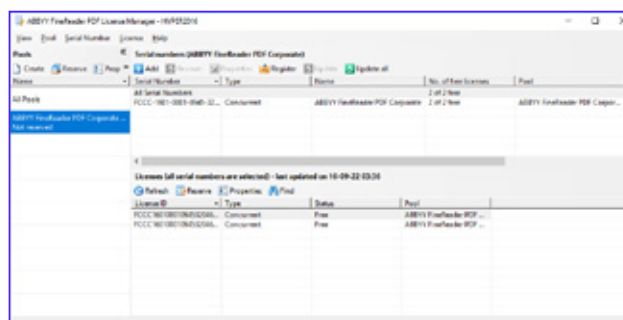 ABBYY FineReader PDF License Manager - HVPER2016
View Pool Serial Number License Help
Pools
Serial numbers (ABBYY FineReader PDF Corporate)
Create Reserve Prop
Add Remove Properties Register Update Update all
Name
Serial Number Type Name No. of free licenses Pool
All Serial Numbers 2 of 2 free
All Pools
Concurrent ABBYY FineReader PDF Corporate 2 of 2 free ABBYY FineReader PDF Corpor...
ABBYY FineReader PDF Corporate ...
Not reserved
Licenses (all serial numbers are selected) - last updated on
Refresh Reserve Properties Find
License ID Type Status Pool
Concurrent Free ABBYY FineReader PDF ...
Concurrent Free ABBYY FineReader PDF ...